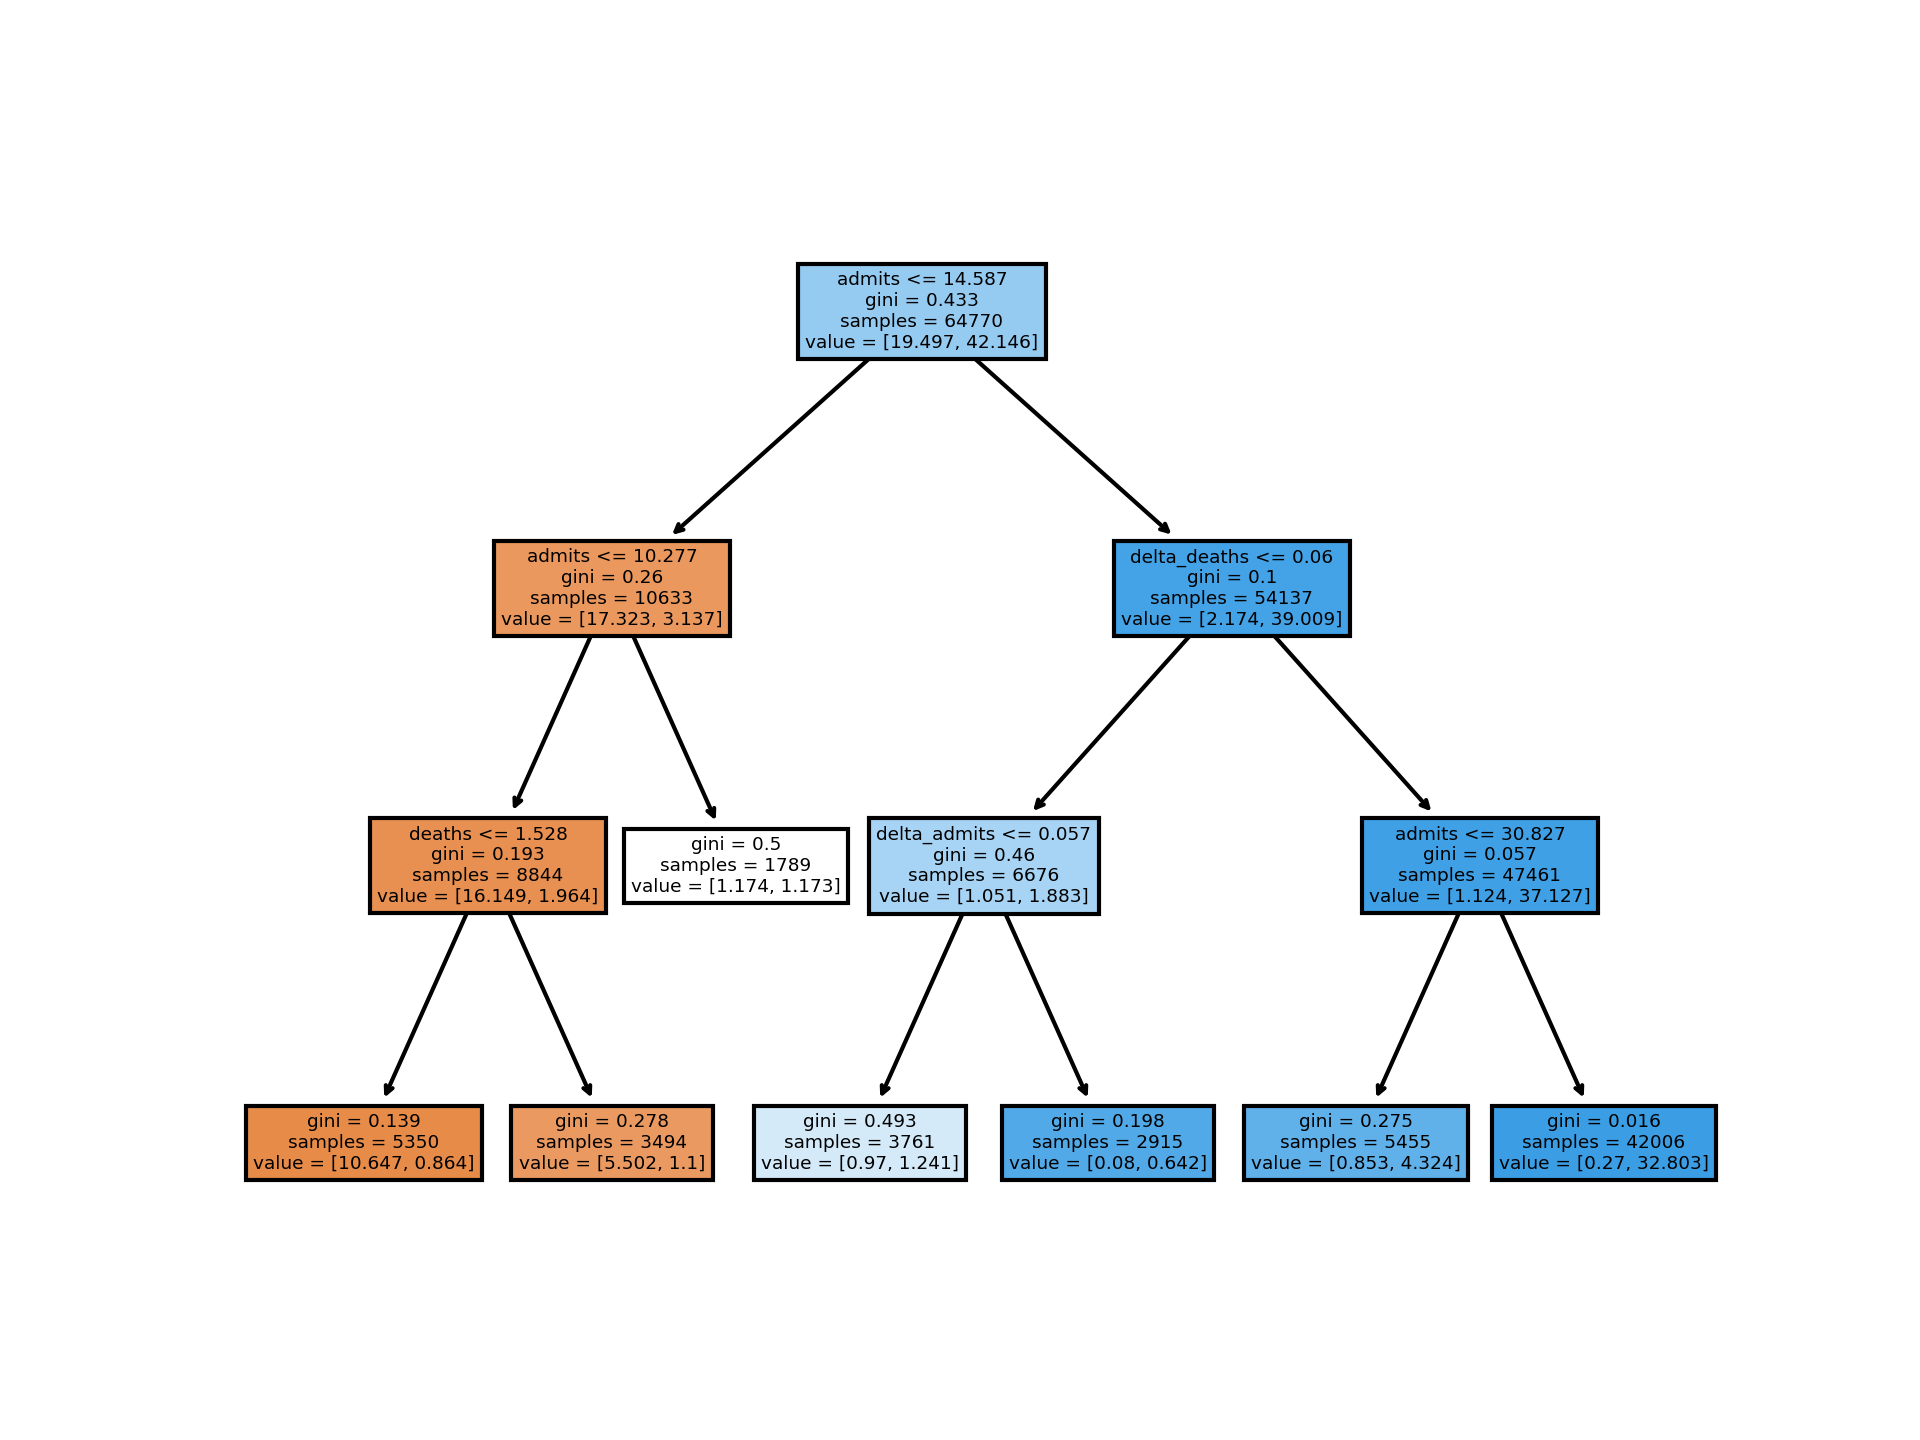 admits <= 14.587
gini = 0.433
samples = 64770
value = [19.497, 42.146]
admits <= 10.277
gini = 0.26
samples = 10633
value = [17.323, 3.137]
delta_deaths <= 0.06
gini = 0.1
samples = 54137
value = [2.174, 39.009]
deaths <= 1.528
gini = 0.193
samples = 8844
value = [16.149, 1.964]
gini = 0.5
samples = 1789
value = [1.174, 1.173]
delta_admits <= 0.057
gini = 0.46
samples = 6676
value = [1.051, 1.883]
admits <= 30.827
gini = 0.057
samples = 47461
value = [1.124, 37.127]
gini = 0.139
samples = 5350
value = [10.647, 0.864]
gini = 0.278
samples = 3494
value = [5.502, 1.1]
gini = 0.493
samples = 3761
value = [0.97, 1.241]
gini = 0.198
samples = 2915
value = [0.08, 0.642]
gini = 0.275
samples = 5455
value = [0.853, 4.324]
gini = 0.016
samples = 42006
value = [0.27, 32.803]